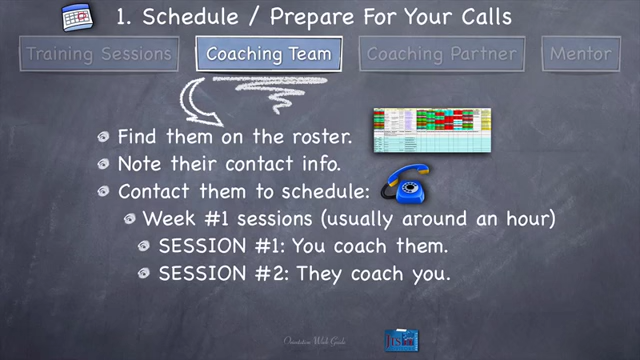 1. Schedule / Prepare For Your Calls
Training Sessions
Coaching Team
Coaching Partner
Mentor
Find them on the roster.
Note their contact info.
Contact them to schedule:
Week #1 sessions (usually around an hour)
SESSION #1: You coach them.
SESSION #2: They coach you.